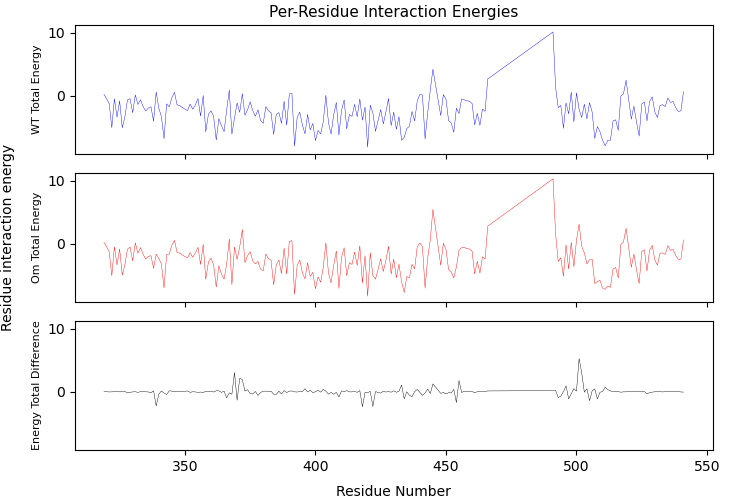 Per-Residue Interaction Energies
Residue interaction energy
WT Total Energy
10
0
Om Total Energy
10
0
Energy Total Difference
10
0
350
400
450
500
550
Residue Number